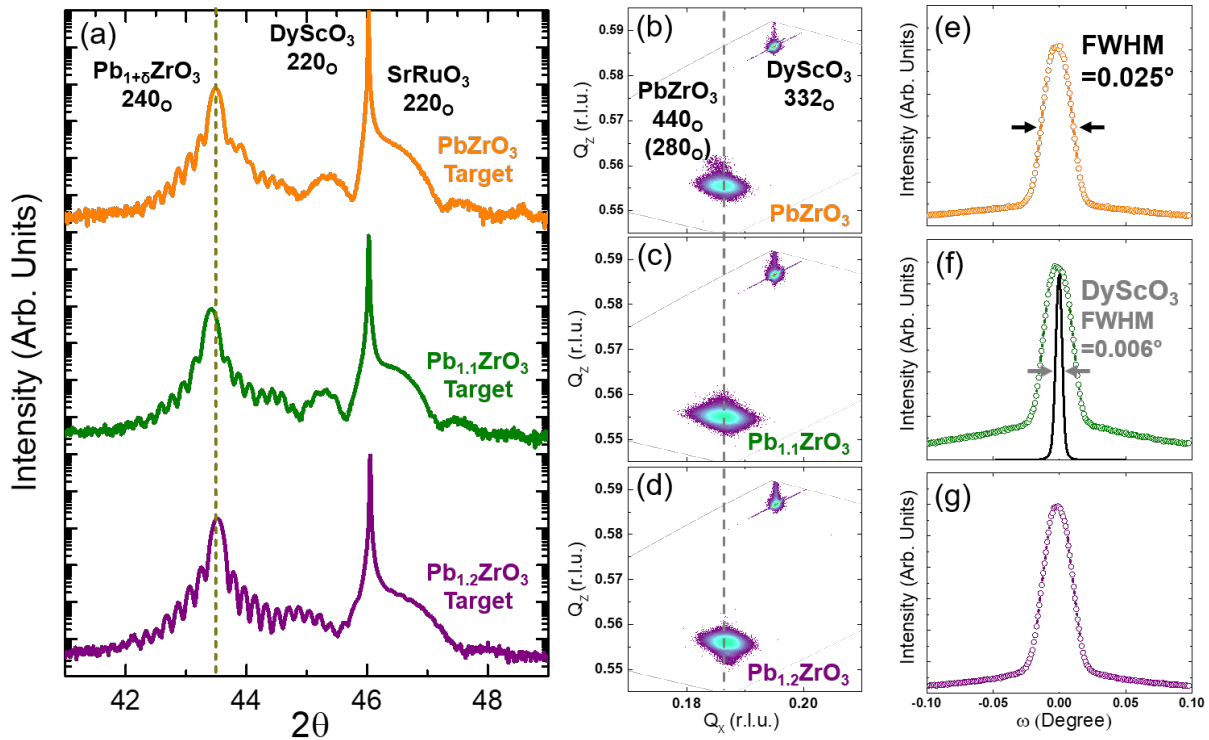 (a)
Pb₁₊δZrO₃
240ₒ
DyScO₃
220ₒ
SrRuO₃
220ₒ
PbZrO₃
Target
Pb₁.₁ZrO₃
Target
Pb₁.₂ZrO₃
Target
Intensity (Arb. Units)
42 44 46 48
2θ
(b)
0.59
0.58
0.57
0.56
0.55
Q_Z (r.l.u.)
PbZrO₃
440ₒ
(280ₒ)
DyScO₃
332ₒ
PbZrO₃
(c)
0.59
0.58
0.57
0.56
0.55
Q_Z (r.l.u.)
Pb₁.₁ZrO₃
(d)
0.59
0.58
0.57
0.56
0.55
Q_Z (r.l.u.)
Pb₁.₂ZrO₃
0.18 0.20
Q_X (r.l.u.)
(e)
FWHM
=0.025°
Intensity (Arb. Units)
(f)
DyScO₃
FWHM
=0.006°
Intensity (Arb. Units)
(g)
Intensity (Arb. Units)
-0.10 -0.05 0.00 0.05 0.10
ω (Degree)